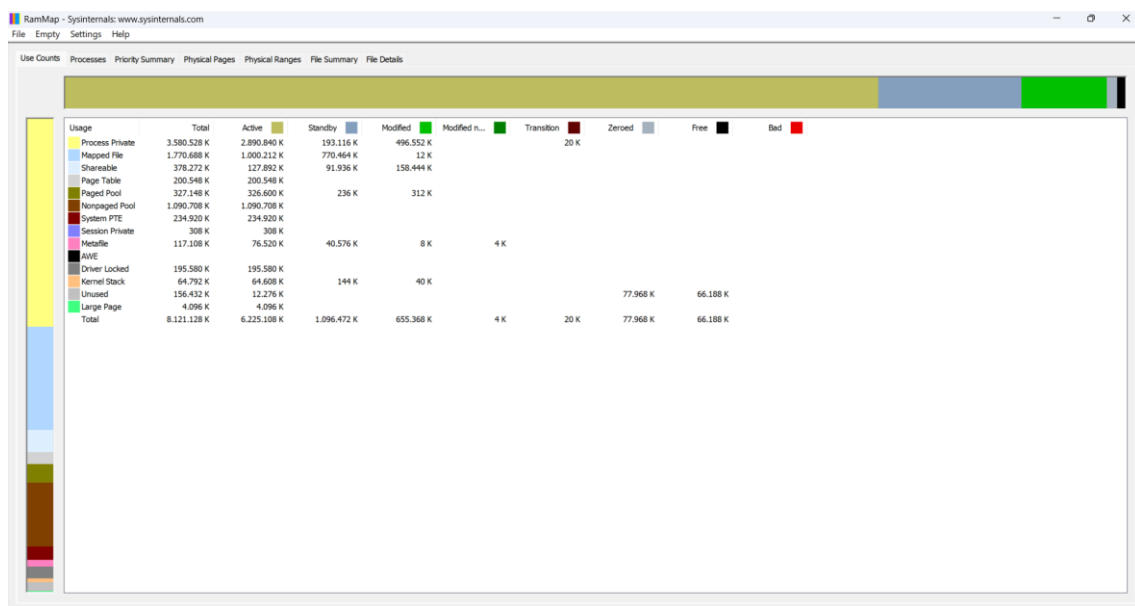 RamMap - Sysinternals: www.sysinternals.com
File Empty Settings Help
Use Counts Processes Priority Summary Physical Pages Physical Ranges File Summary File Details
Usage Total Active Standby Modified Modified n... Transition Zeroed Free Bad
Process Private 3.580.528 K 2.890.840 K 193.116 K 496.552 K 20 K
Mapped File 1.770.688 K 1.000.212 K 770.464 K 12 K
Shareable 378.272 K 127.892 K 91.936 K 158.444 K
Page Table 200.548 K 200.548 K
Paged Pool 327.148 K 326.600 K 236 K 312 K
Nonpaged Pool 1.090.708 K 1.090.708 K
System PTE 234.920 K 234.920 K
Session Private 308 K 308 K
Metafile 117.108 K 76.520 K 40.576 K 8 K 4 K
AWE
Driver Locked 195.580 K 195.580 K
Kernel Stack 64.792 K 64.608 K 144 K 40 K
Unused 156.432 K 12.276 K 77.968 K 66.188 K
Large Page 4.096 K 4.096 K
Total 8.121.128 K 6.225.108 K 1.096.472 K 655.368 K 4 K 20 K 77.968 K 66.188 K